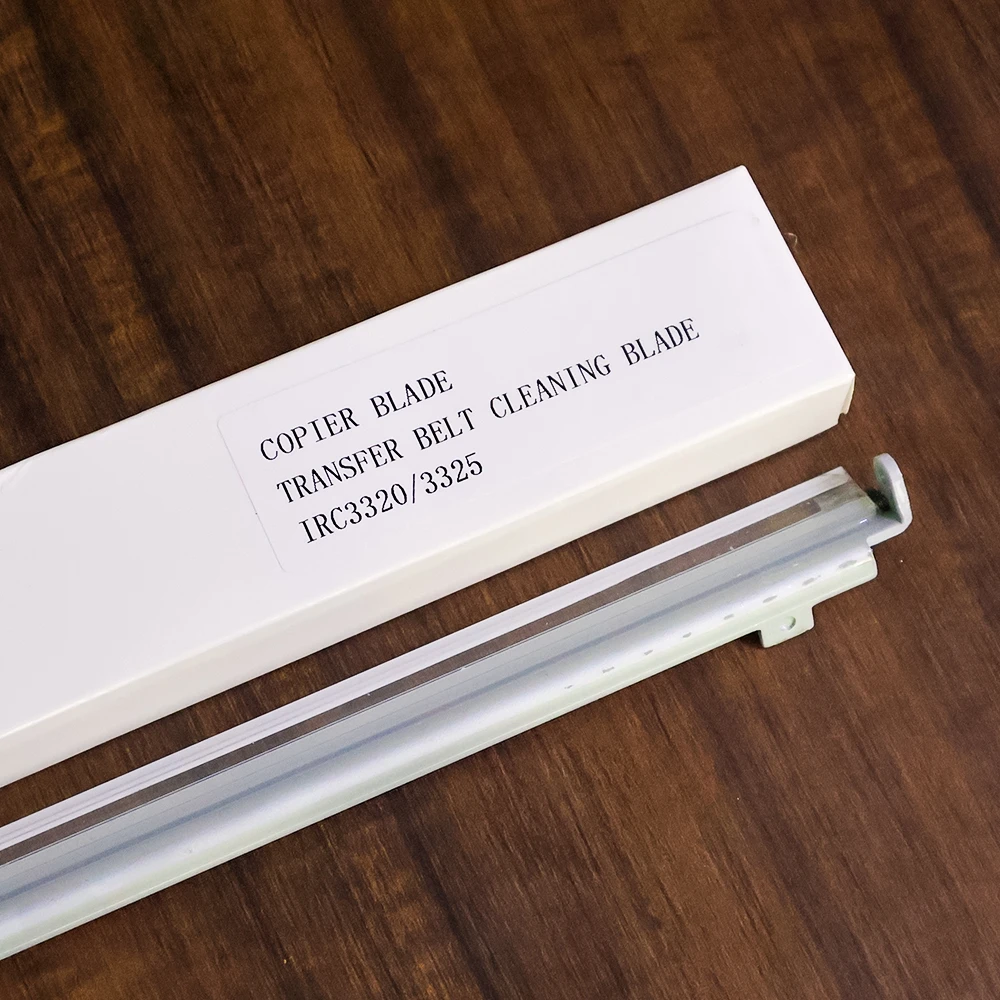 COPIER BLADE
TRANSFER BELT CLEANING BLADE
IRC3320/3325